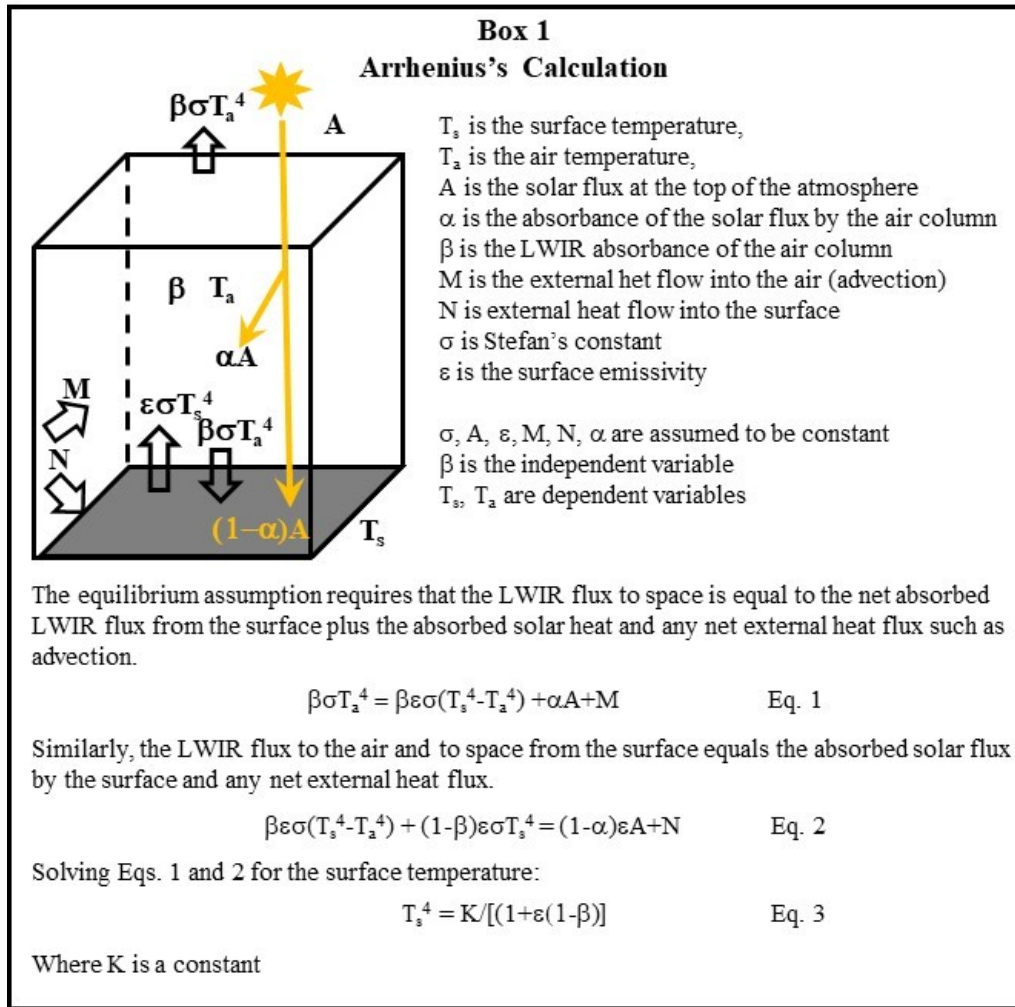 Box 1
Arrhenius’s Calculation
βσTₐ⁴
A
β Tₐ
αA
M
N
εσTₛ⁴
βσTₐ⁴
(1−α)A
Tₛ
Tₛ is the surface temperature,
Tₐ is the air temperature,
A is the solar flux at the top of the atmosphere
α is the absorbance of the solar flux by the air column
β is the LWIR absorbance of the air column
M is the external het flow into the air (advection)
N is external heat flow into the surface
σ is Stefan’s constant
ε is the surface emissivity
σ, A, ε, M, N, α are assumed to be constant
β is the independent variable
Tₛ, Tₐ are dependent variables
The equilibrium assumption requires that the LWIR flux to space is equal to the net absorbed
LWIR flux from the surface plus the absorbed solar heat and any net external heat flux such as
advection.
βσTₐ⁴ = βεσ(Tₛ⁴-Tₐ⁴) +αA+M Eq. 1
Similarly, the LWIR flux to the air and to space from the surface equals the absorbed solar flux
by the surface and any net external heat flux.
βεσ(Tₛ⁴-Tₐ⁴) + (1-β)εσTₛ⁴ = (1-α)εA+N Eq. 2
Solving Eqs. 1 and 2 for the surface temperature:
Tₛ⁴ = K/[(1+ε(1-β)] Eq. 3
Where K is a constant